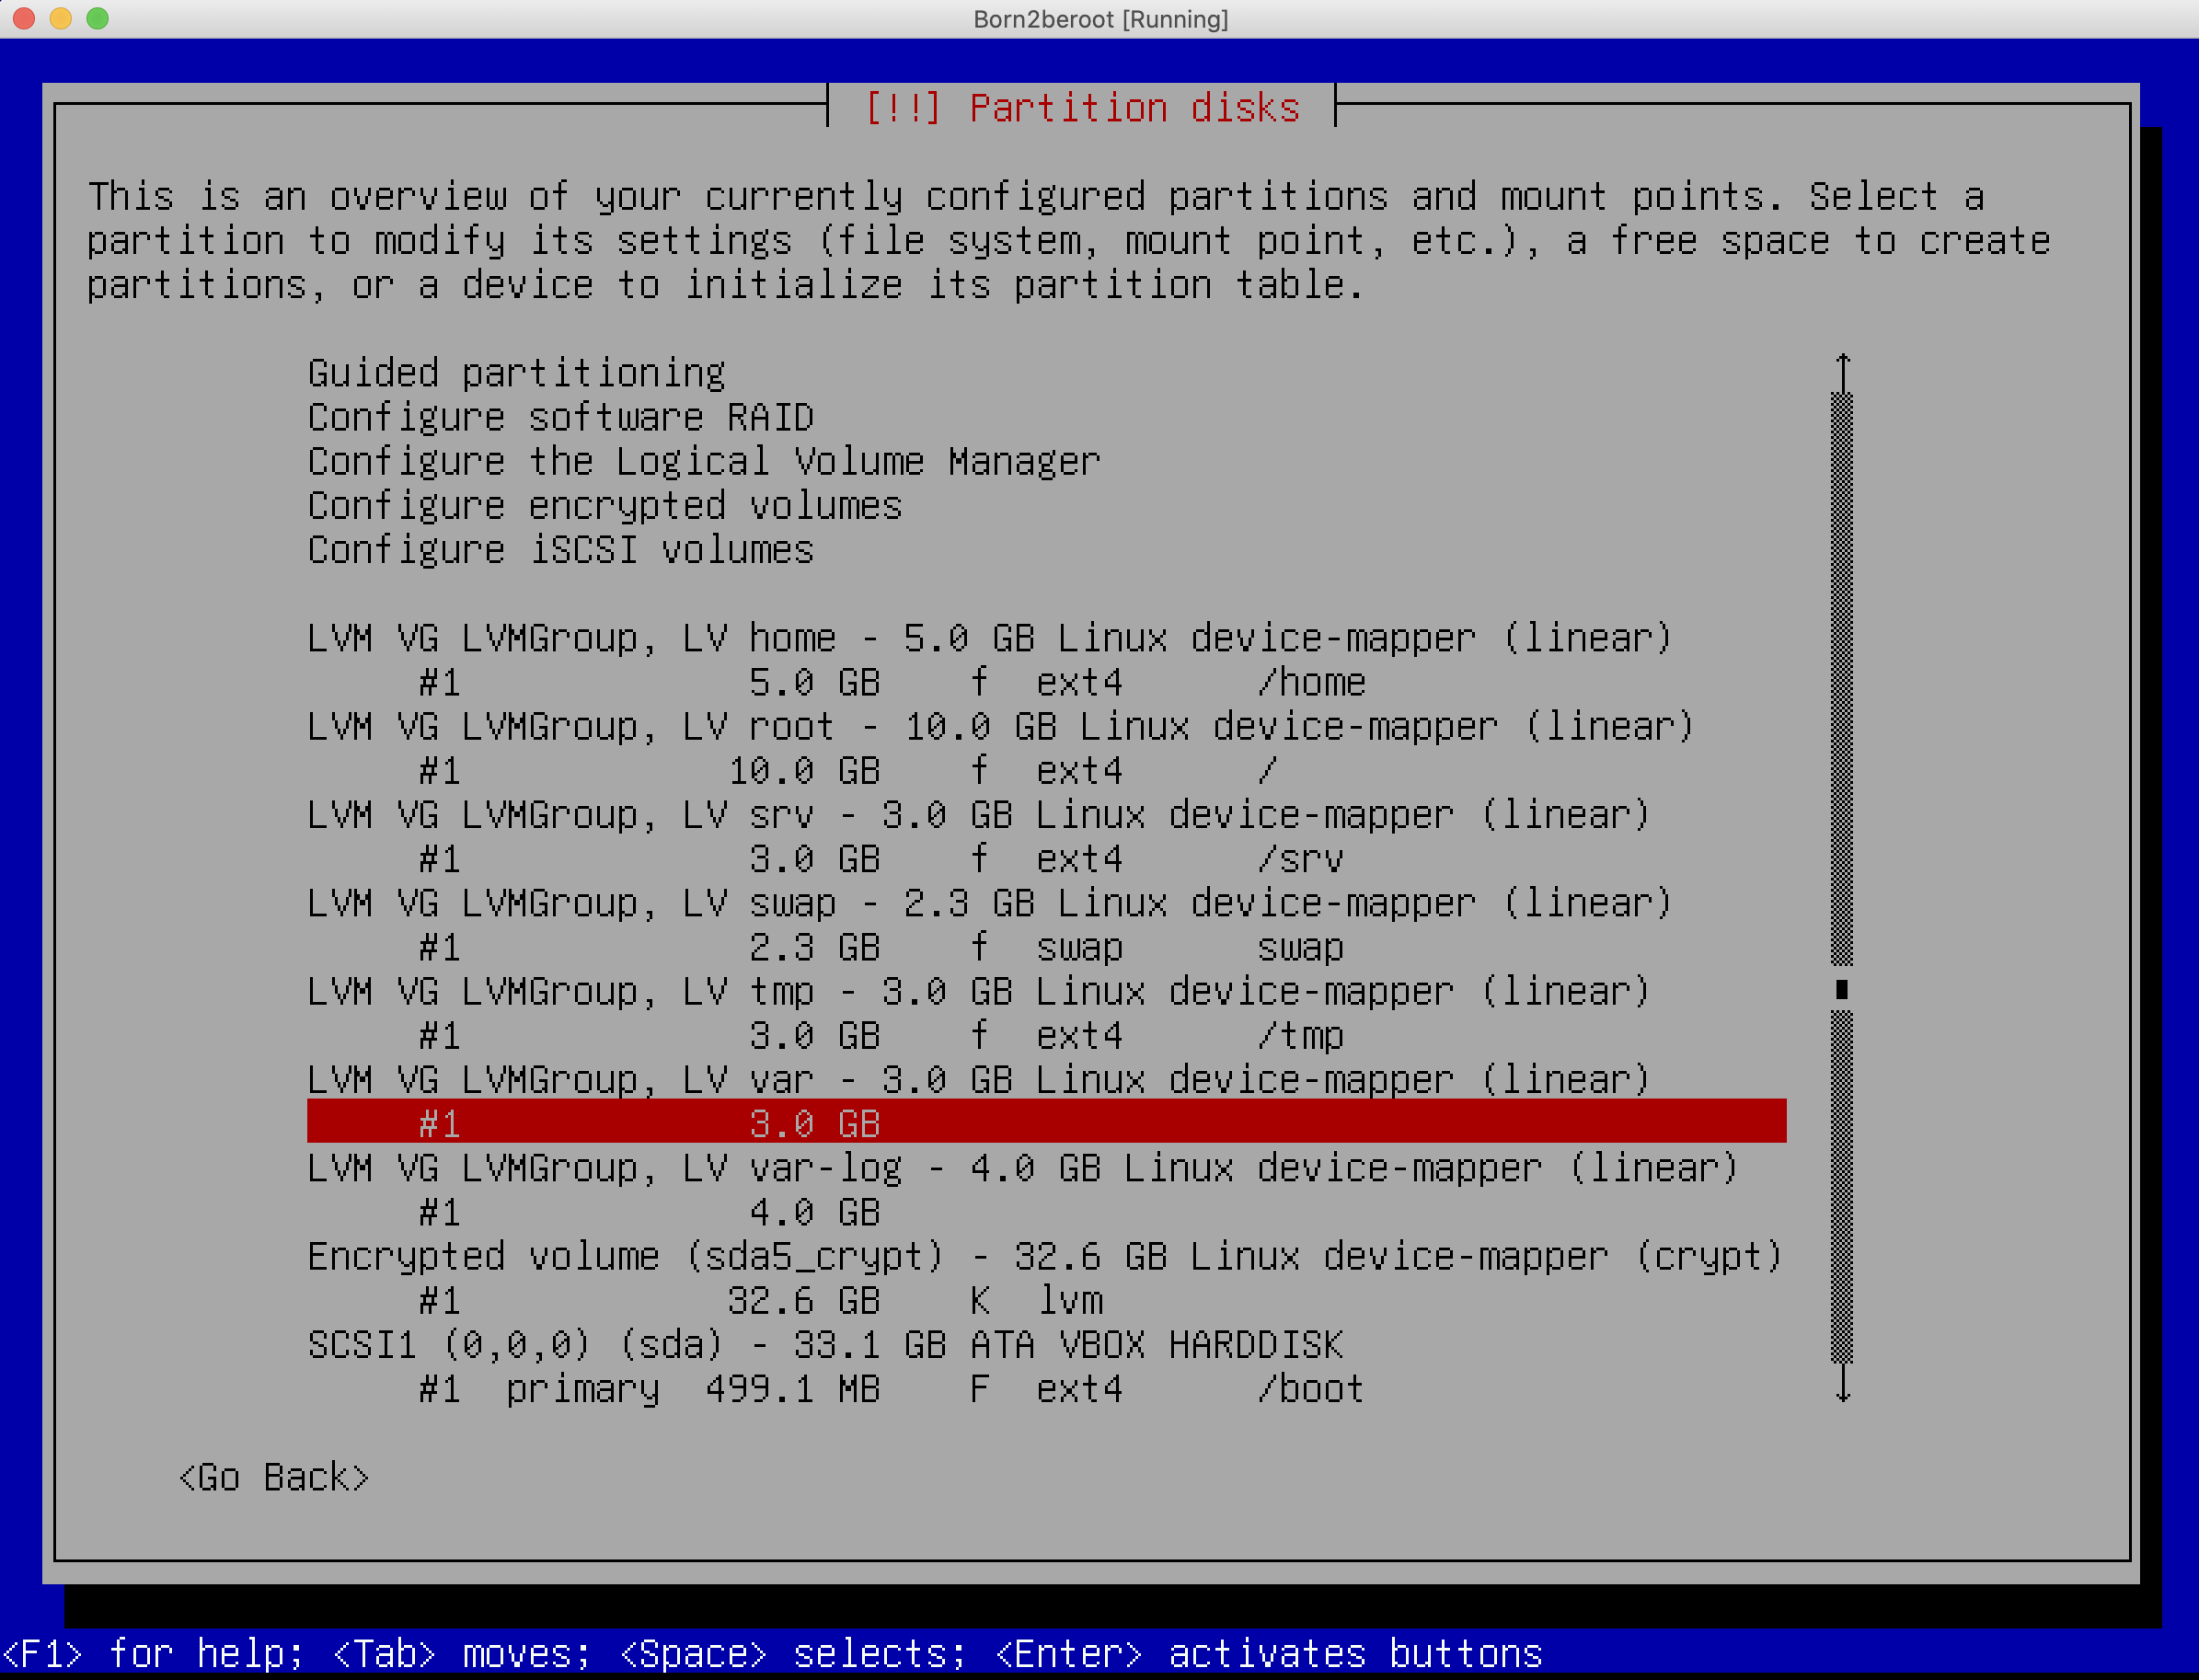 Born2beroot [Running]
[!!] Partition disks
This is an overview of your currently configured partitions and mount points. Select a
partition to modify its settings (file system, mount point, etc.), a free space to create
partitions, or a device to initialize its partition table.
Guided partitioning
Configure software RAID
Configure the Logical Volume Manager
Configure encrypted volumes
Configure iSCSI volumes
LVM VG LVMGroup, LV home - 5.0 GB Linux device-mapper (linear)
#1 5.0 GB f ext4 /home
LVM VG LVMGroup, LV root - 10.0 GB Linux device-mapper (linear)
#1 10.0 GB f ext4 /
LVM VG LVMGroup, LV srv - 3.0 GB Linux device-mapper (linear)
#1 3.0 GB f ext4 /srv
LVM VG LVMGroup, LV swap - 2.3 GB Linux device-mapper (linear)
#1 2.3 GB f swap swap
LVM VG LVMGroup, LV tmp - 3.0 GB Linux device-mapper (linear)
#1 3.0 GB f ext4 /tmp
LVM VG LVMGroup, LV var - 3.0 GB Linux device-mapper (linear)
#1 3.0 GB
LVM VG LVMGroup, LV var-log - 4.0 GB Linux device-mapper (linear)
#1 4.0 GB
Encrypted volume (sda5_crypt) - 32.6 GB Linux device-mapper (crypt)
#1 32.6 GB K lvm
SCSI1 (0,0,0) (sda) - 33.1 GB ATA VBOX HARDDISK
#1 primary 499.1 MB F ext4 /boot
<Go Back>
<F1> for help; <Tab> moves; <Space> selects; <Enter> activates buttons